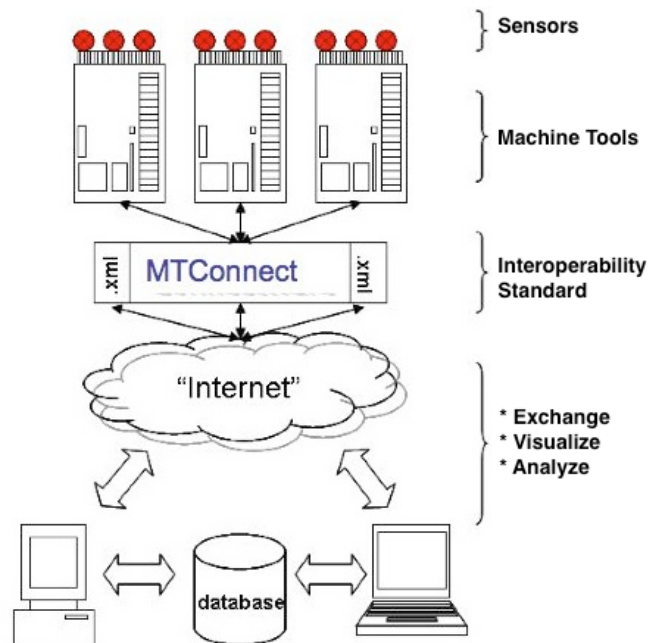 Sensors
Machine Tools
.xml
MTConnect
.xml
Interoperability
Standard
“Internet”
* Exchange
* Visualize
* Analyze
database